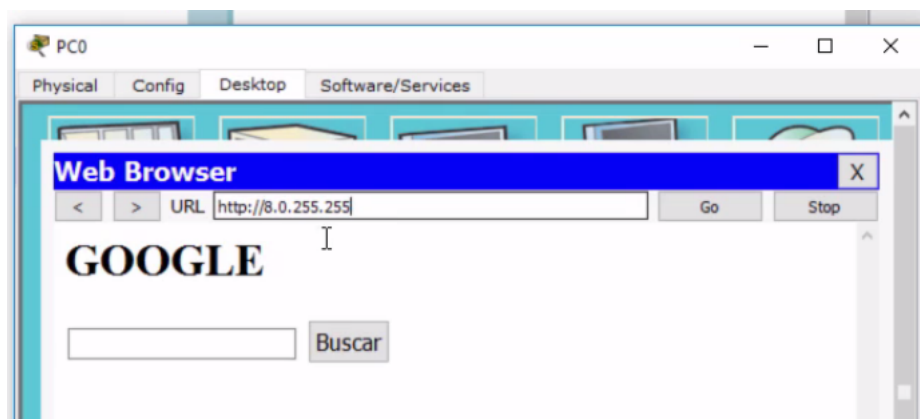 PC0
Physical Config Desktop Software/Services
Web Browser X
< > URL http://8.0.255.255 Go Stop
GOOGLE
Buscar